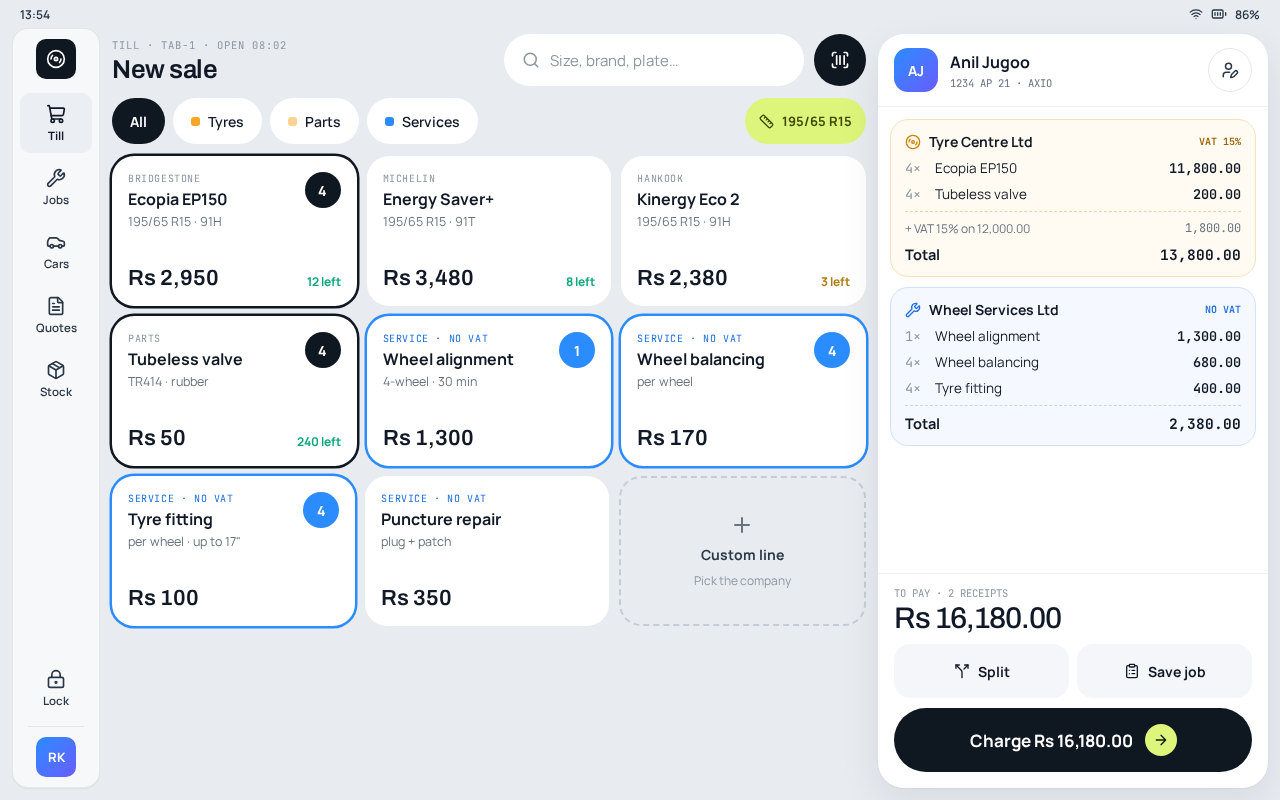 13:54
86%
Till
Jobs
Cars
Quotes
Stock
Lock
RK
TILL · TAB-1 · OPEN 08:02
New sale
Size, brand, plate…
All
Tyres
Parts
Services
195/65 R15
BRIDGESTONE
Ecopia EP150
4
195/65 R15 · 91H
Rs 2,950
12 left
MICHELIN
Energy Saver+
195/65 R15 · 91T
Rs 3,480
8 left
HANKOOK
Kinergy Eco 2
195/65 R15 · 91H
Rs 2,380
3 left
PARTS
Tubeless valve
4
TR414 · rubber
Rs 50
240 left
SERVICE · NO VAT
Wheel alignment
1
4-wheel · 30 min
Rs 1,300
SERVICE · NO VAT
Wheel balancing
4
per wheel
Rs 170
SERVICE · NO VAT
Tyre fitting
4
per wheel · up to 17"
Rs 100
SERVICE · NO VAT
Puncture repair
plug + patch
Rs 350
Custom line
Pick the company
AJ
Anil Jugoo
1234 AP 21 · AXIO
Tyre Centre Ltd VAT 15%
4× Ecopia EP150 11,800.00
4× Tubeless valve 200.00
+ VAT 15% on 12,000.00 1,800.00
Total 13,800.00
Wheel Services Ltd NO VAT
1× Wheel alignment 1,300.00
4× Wheel balancing 680.00
4× Tyre fitting 400.00
Total 2,380.00
TO PAY · 2 RECEIPTS
Rs 16,180.00
Split
Save job
Charge Rs 16,180.00